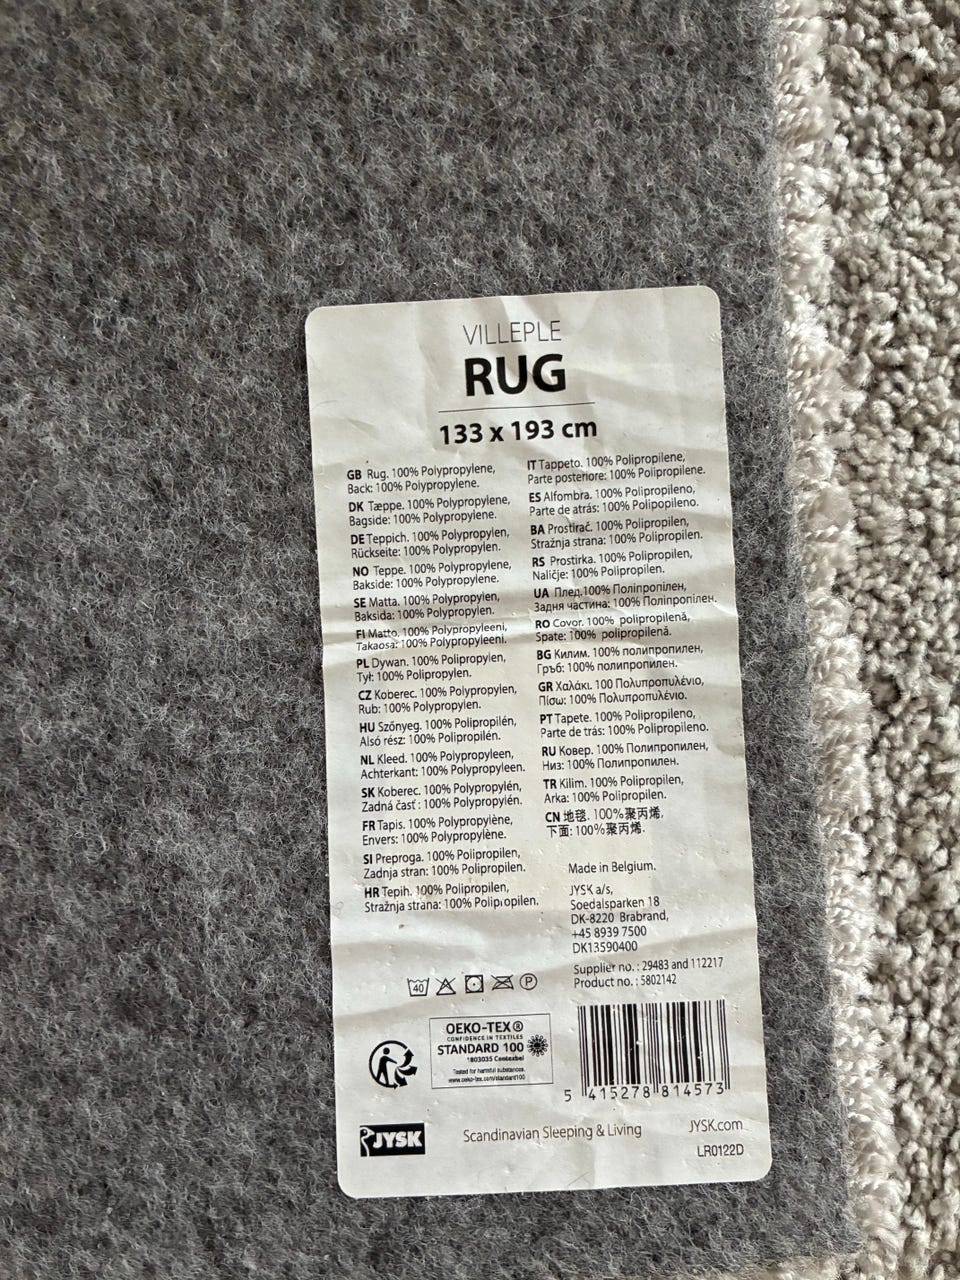 VILLEPLE
RUG
133 x 193 cm
GB Rug. 100% Polypropylene,
Back: 100% Polypropylene.
DK Tæppe. 100% Polypropylene,
Bagside: 100% Polypropylene.
DE Teppich. 100% Polypropylen,
Rückseite: 100% Polypropylen.
NO Teppe. 100% Polypropylene,
Bakside: 100% Polypropylene.
SE Matta. 100% Polypropylen,
Baksida: 100% Polypropylen.
FI Matto. 100% Polypropyleeni,
Takaosa: 100% Polypropyleeni.
PL Dywan. 100% Polipropylen,
Tył: 100% Polipropylen.
CZ Koberec. 100% Polypropylen,
Rub: 100% Polypropylen.
HU Szőnyeg. 100% Polipropilén,
Alsó rész: 100% Polipropilén.
NL Kleed. 100% Polypropyleen,
Achterkant: 100% Polypropyleen.
SK Koberec. 100% Polypropylén,
Zadná časť : 100% Polypropylén.
FR Tapis. 100% Polypropylène,
Envers: 100% Polypropylène.
SI Preproga. 100% Polipropilen,
Zadnja stran: 100% Polipropilen.
HR Tepih. 100% Polipropilen,
Stražnja strana: 100% Polipropilen.
IT Tappeto. 100% Polipropilene,
Parte posteriore: 100% Polipropilene.
ES Alfombra. 100% Polipropileno,
Parte de atrás: 100% Polipopileno.
BA Prostirač. 100% Polipropilen,
Stražnja strana: 100% Polipropilen.
RS Prostirka. 100% Polipropilen,
Naličje: 100% Polipropilen.
UA Плед.100% Поліпропілен,
Задня частина: 100% Поліпропілен.
RO Covor. 100% polipropilenă,
Spate: 100% polipropilenă.
BG Килим. 100% полипропилен,
Гръб: 100% полипропилен.
GR Χαλάκι. 100 Πολυπροπυλένιο,
Πίσω: 100% Πολυπροπυλένιο.
PT Tapete. 100% Polipropileno,
Parte de trás: 100% Polipropileno.
RU Ковер. 100% Полипропилен,
Низ: 100% Полипропилен.
TR Kilim. 100% Polipropilen,
Arka: 100% Polipropilen.
CN 地毯. 100%聚丙烯,
下面: 100%聚丙烯.
Made in Belgium.
JYSK a/s,
Soedalsparken 18
DK-8220 Brabrand,
+45 8939 7500
DK13590400
Supplier no. : 29483 and 112217
Product no. : 5802142
40
P
OEKO-TEX®
CONFIDENCE IN TEXTILES
STANDARD 100
1803035 Centexbel
Tested for harmful substances.
www.oeko-tex.com/standard100
5 415278 814573
JYSK
Scandinavian Sleeping & Living
JYSK.com
LR0122D